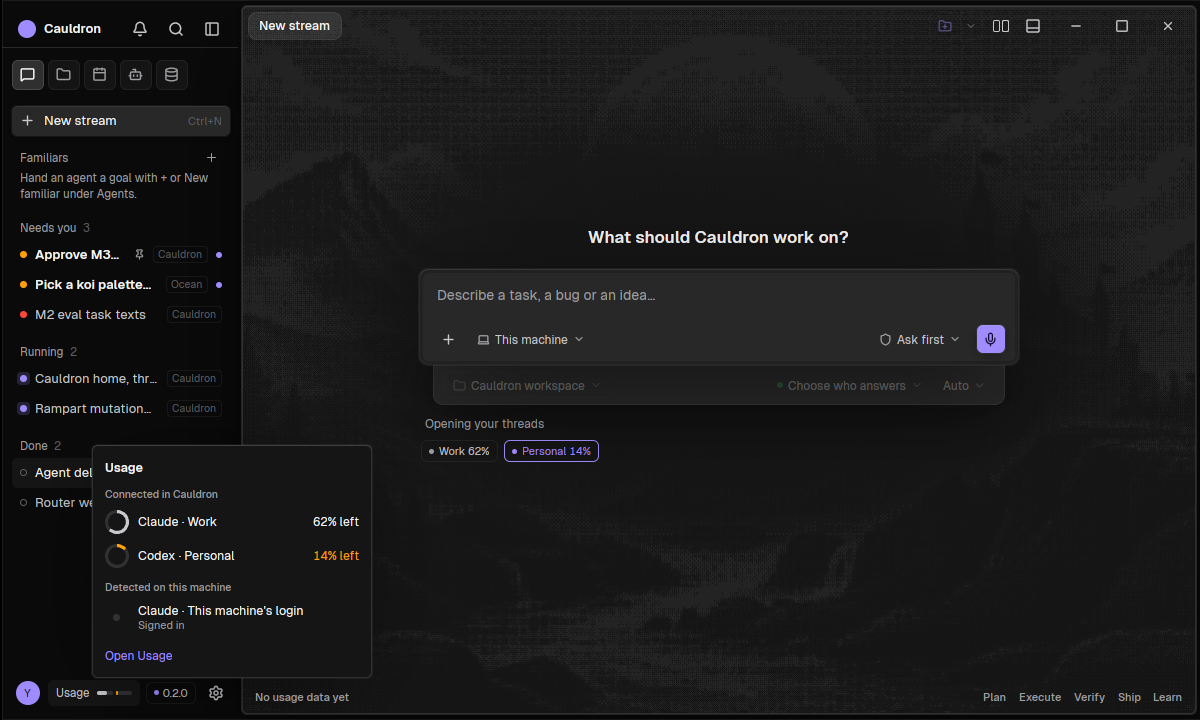 Cauldron
New stream
New stream
Ctrl+N
Familiars
Hand an agent a goal with + or New
familiar under Agents.
Needs you 3
Approve M3... Cauldron
Pick a koi palette... Ocean
M2 eval task texts Cauldron
Running 2
Cauldron home, thr... Cauldron
Rampart mutation... Cauldron
Done 2
Agent del
Router we
Usage
Connected in Cauldron
Claude · Work 62% left
Codex · Personal 14% left
Detected on this machine
Claude · This machine's login
Signed in
Open Usage
Y Usage 0.2.0
What should Cauldron work on?
Describe a task, a bug or an idea...
This machine Ask first
Cauldron workspace Choose who answers Auto
Opening your threads
Work 62% Personal 14%
No usage data yet
Plan Execute Verify Ship Learn